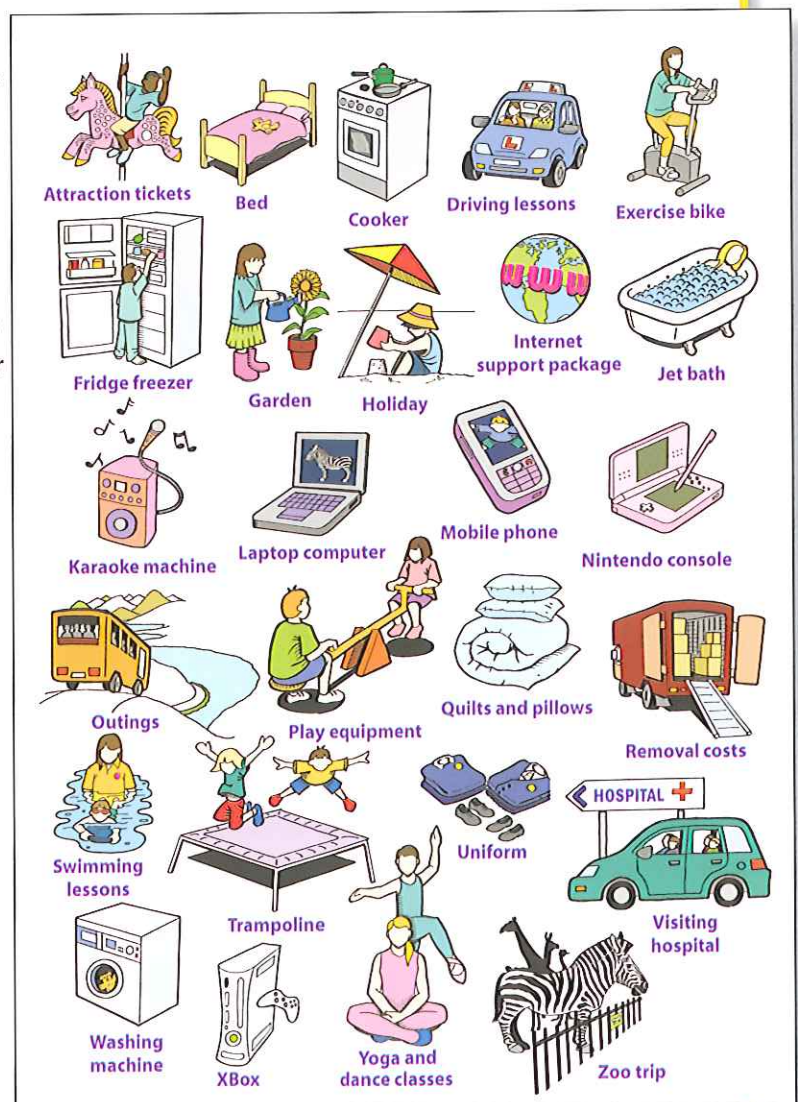 Attraction tickets
Bed
Cooker
L L
L
Driving lessons
Exercise bike
Fridge freezer
Garden
Holiday
WWW
Internet
support package
Jet bath
Karaoke machine
Laptop computer
Mobile phone
Nintendo console
Outings
Play equipment
Quilts and pillows
Removal costs
Swimming
lessons
Trampoline
Uniform
HOSPITAL
Visiting
hospital
Washing
machine
XBox
Yoga and
dance classes
Zoo trip